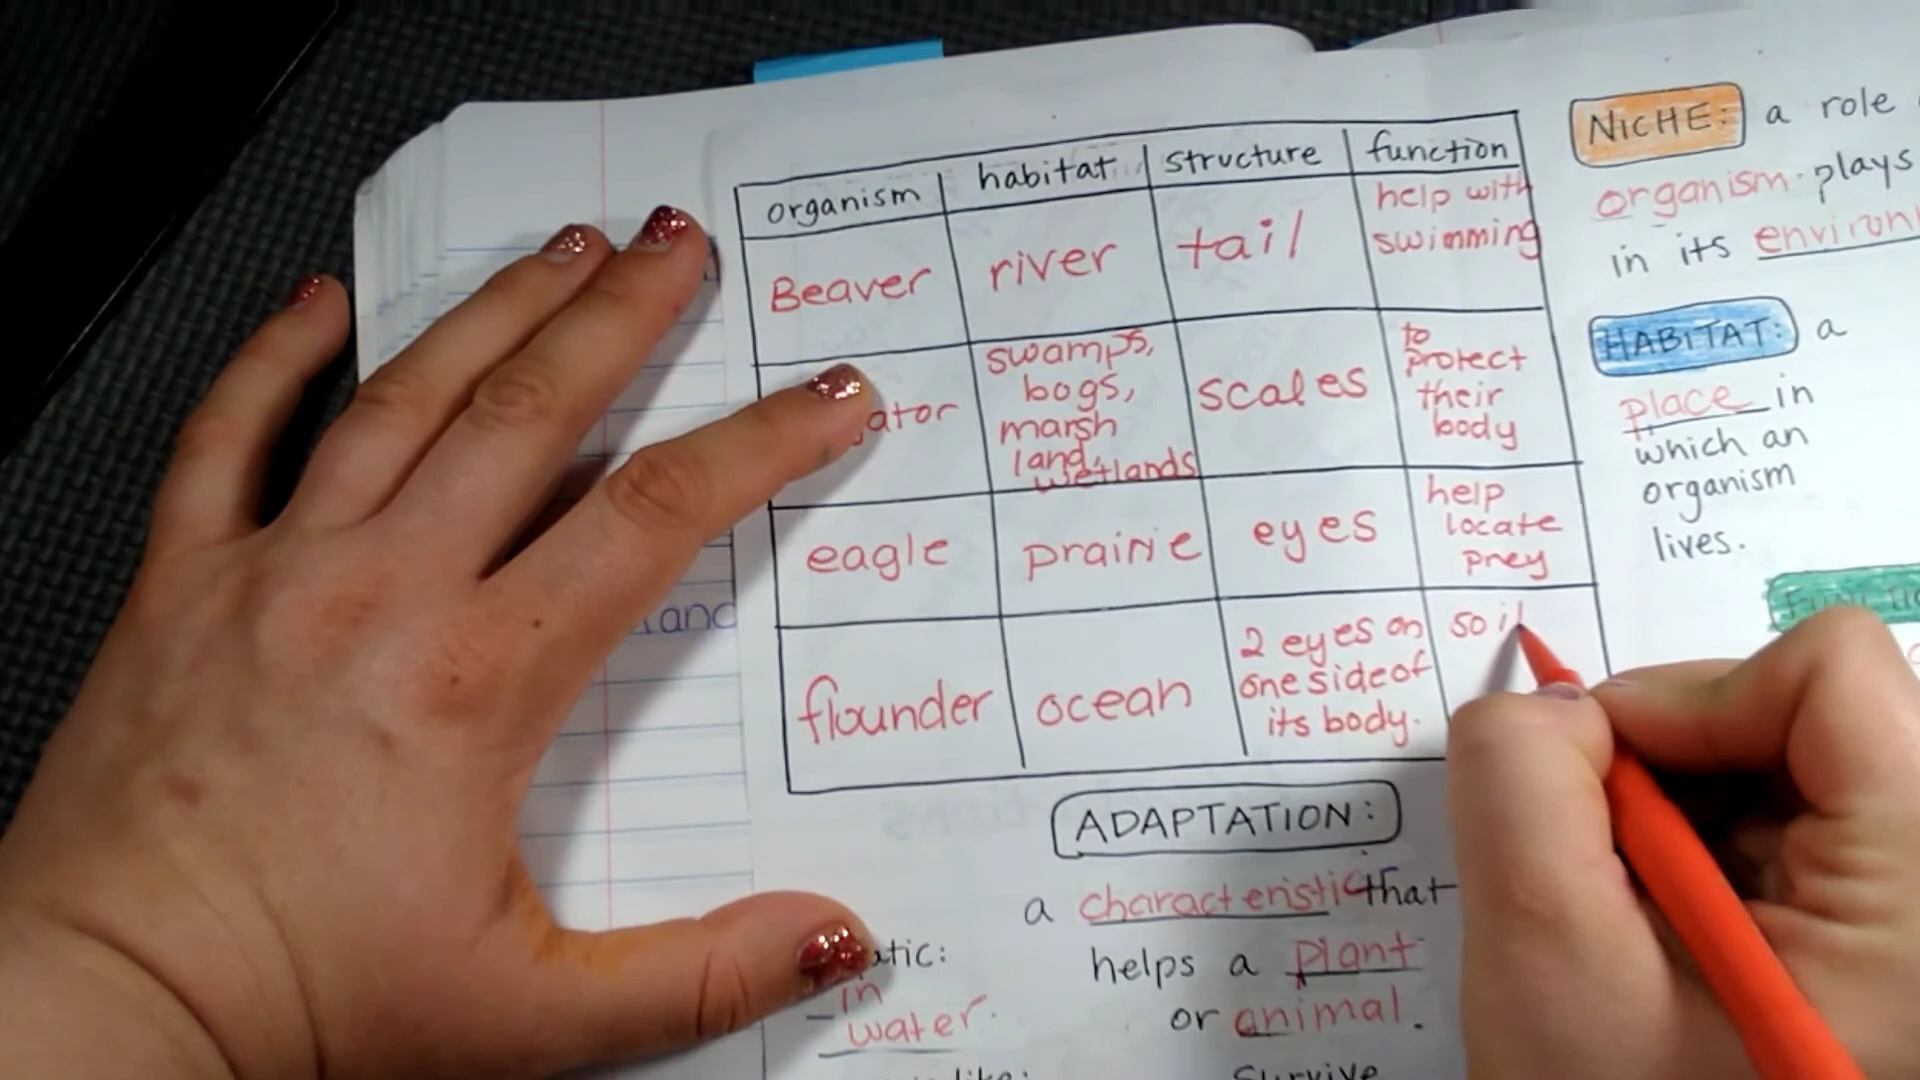 organism habitat structure function
Beaver river tail help with
swimming
swamps,
bogs,
marsh
land,
wetlands
scales
to
protect
their
body
eagle prairie eyes help
locate
prey
flounder ocean 2 eyes on
one side of
its body.
so it
NICHE: a role
organism plays
in its
HABITAT: a
place in
which an
organism
lives.
and
ADAPTATION:
a characteristic that
helps a plant
or animal.
survive
in
water.